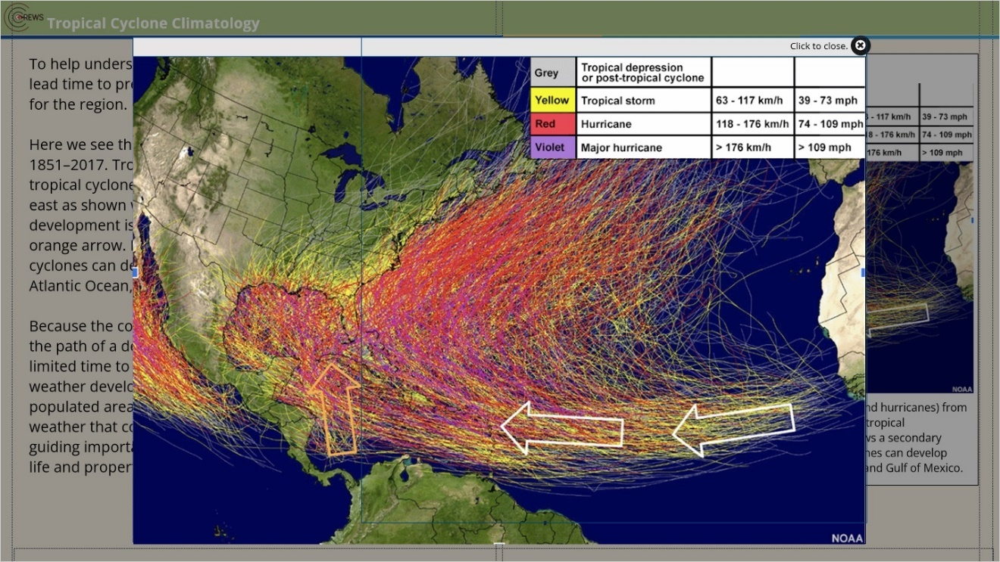 CREWS
Tropical Cyclone Climatology
Click to close.
To help unders
lead time to pr
for the region.
Here we see th
1851–2017. Tro
tropical cyclone
east as shown
development is
orange arrow.
cyclones can de
Atlantic Ocean,
Because the co
the path of a d
limited time to
weather develo
populated area
weather that co
guiding importa
life and proper
Grey Tropical depression
or post-tropical cyclone
Yellow Tropical storm 63 - 117 km/h 39 - 73 mph
Red Hurricane 118 - 176 km/h 74 - 109 mph
Violet Major hurricane > 176 km/h > 109 mph
NOAA
- 117 km/h 39 - 73 mph
8 - 176 km/h 74 - 109 mph
176 km/h > 109 mph
NOAA
nd hurricanes) from
tropical
ws a secondary
nes can develop
and Gulf of Mexico.